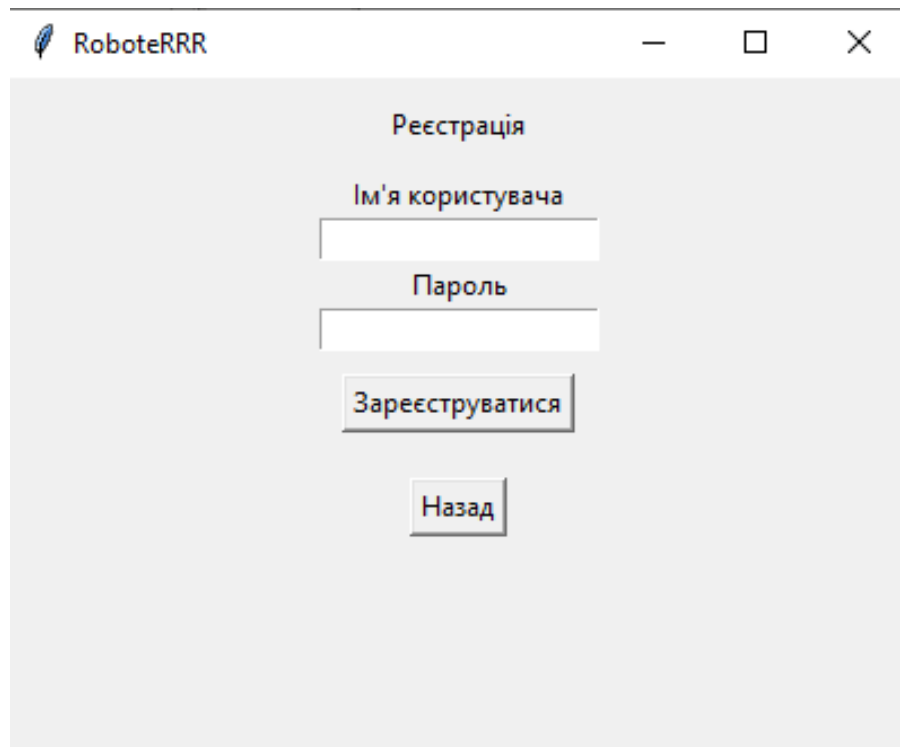 RoboteRRR
Реєстрація
Ім'я користувача
Пароль
Зареєструватися
Назад